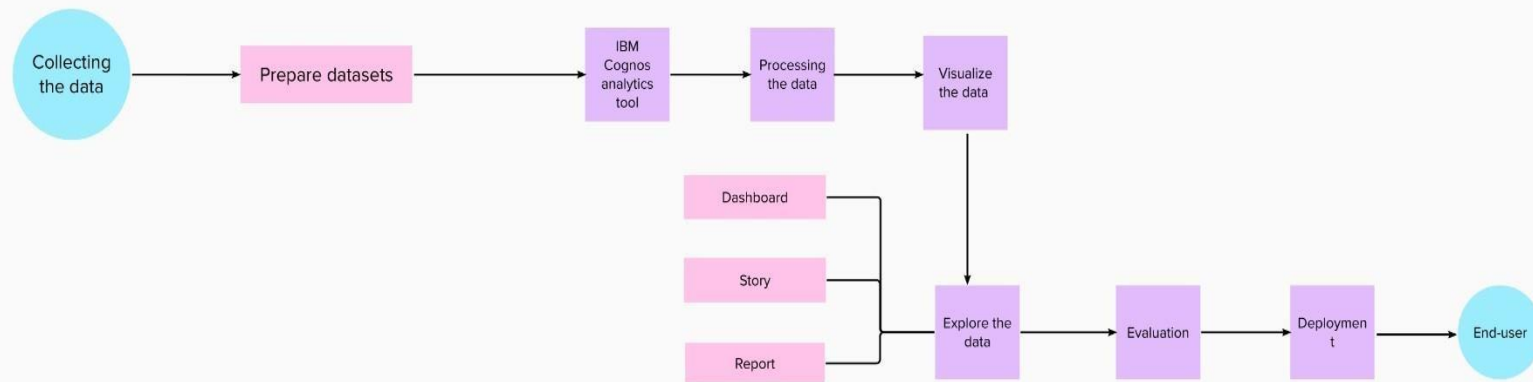 Collecting
the data
Prepare datasets
IBM
Cognos
analytics
tool
Processing
the data
Visualize
the data
Dashboard
Story
Report
Explore the
data
Evaluation
Deploymen
t
End-user